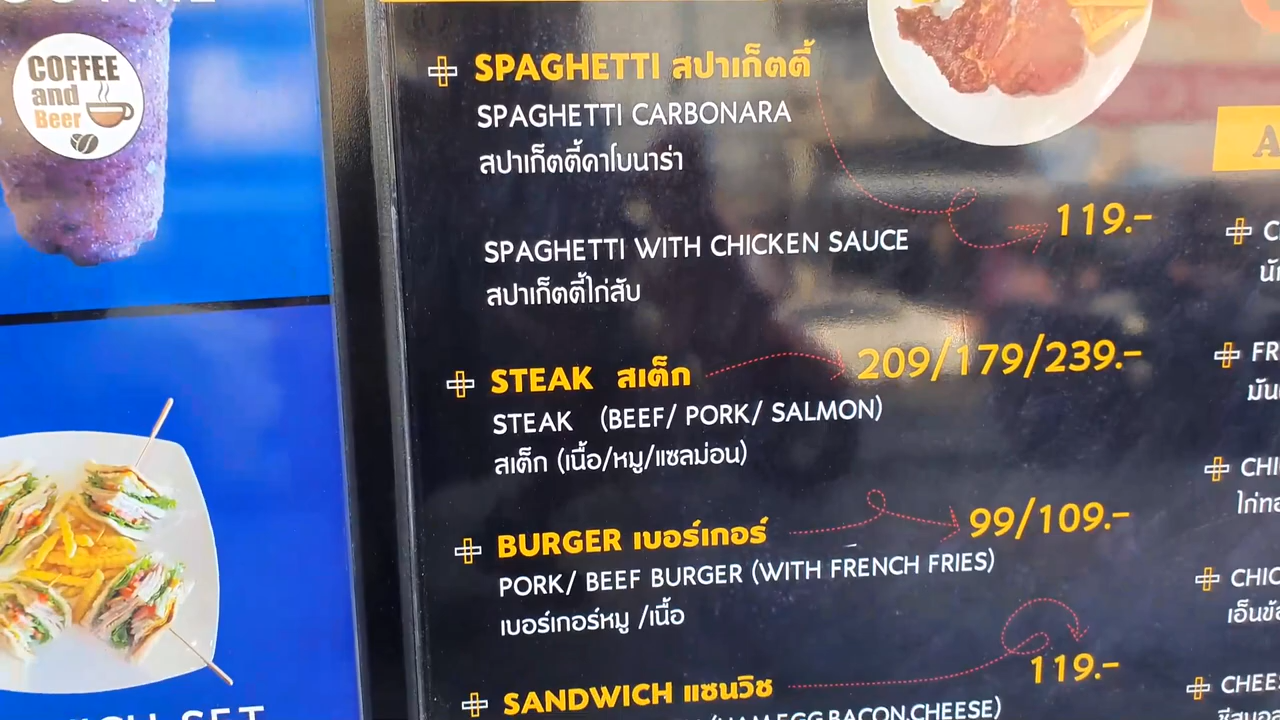 COFFEE
and
Beer
SPAGHETTI สปาเก็ตตี้
SPAGHETTI CARBONARA
สปาเก็ตตี้คาโบนาร่า
119.-
SPAGHETTI WITH CHICKEN SAUCE
สปาเก็ตตี้ไก่สับ
STEAK สเต็ก 209/179/239.-
STEAK (BEEF/ PORK/ SALMON)
สเต็ก (เนื้อ/หมู/แซลม่อน)
BURGER เบอร์เกอร์ 99/109.-
PORK/ BEEF BURGER (WITH FRENCH FRIES)
เบอร์เกอร์หมู /เนื้อ
SANDWICH แซนวิช 119.-
(HAM,EGG,BACON,CHEESE)
SET